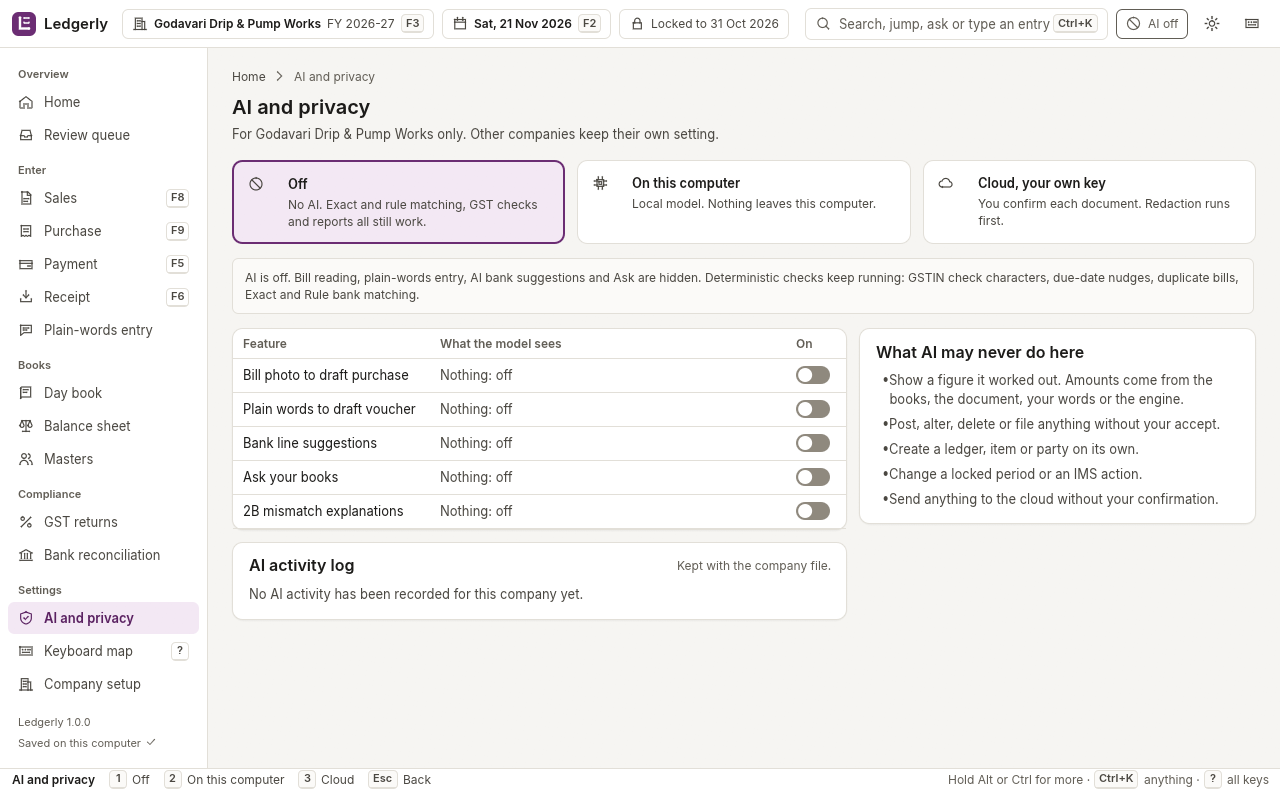 Ledgerly
Godavari Drip & Pump Works FY 2026-27 F3
Sat, 21 Nov 2026 F2
Locked to 31 Oct 2026
Search, jump, ask or type an entry Ctrl+K
AI off
Overview
Home
Review queue
Enter
Sales F8
Purchase F9
Payment F5
Receipt F6
Plain-words entry
Books
Day book
Balance sheet
Masters
Compliance
GST returns
Bank reconciliation
Settings
AI and privacy
Keyboard map ?
Company setup
Ledgerly 1.0.0
Saved on this computer
Home AI and privacy
AI and privacy
For Godavari Drip & Pump Works only. Other companies keep their own setting.
Off
No AI. Exact and rule matching, GST checks
and reports all still work.
On this computer
Local model. Nothing leaves this computer.
Cloud, your own key
You confirm each document. Redaction runs
first.
AI is off. Bill reading, plain-words entry, AI bank suggestions and Ask are hidden. Deterministic checks keep running: GSTIN check characters, due-date nudges, duplicate bills,
Exact and Rule bank matching.
Feature What the model sees On
Bill photo to draft purchase Nothing: off
Plain words to draft voucher Nothing: off
Bank line suggestions Nothing: off
Ask your books Nothing: off
2B mismatch explanations Nothing: off
What AI may never do here
•Show a figure it worked out. Amounts come from the
books, the document, your words or the engine.
•Post, alter, delete or file anything without your accept.
•Create a ledger, item or party on its own.
•Change a locked period or an IMS action.
•Send anything to the cloud without your confirmation.
AI activity log Kept with the company file.
No AI activity has been recorded for this company yet.
AI and privacy 1 Off 2 On this computer 3 Cloud Esc Back
Hold Alt or Ctrl for more · Ctrl+K anything · ? all keys